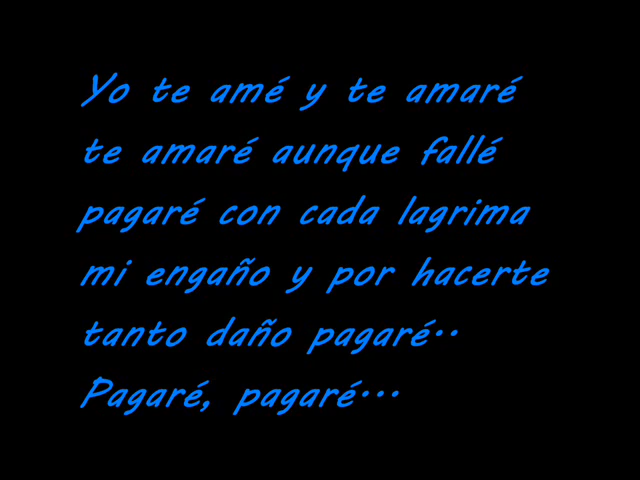 Yo te amé y te amaré
te amaré aunque fallé
pagaré con cada lagrima
mi engaño y por hacerte
tanto daño pagaré..
Pagaré, pagaré...